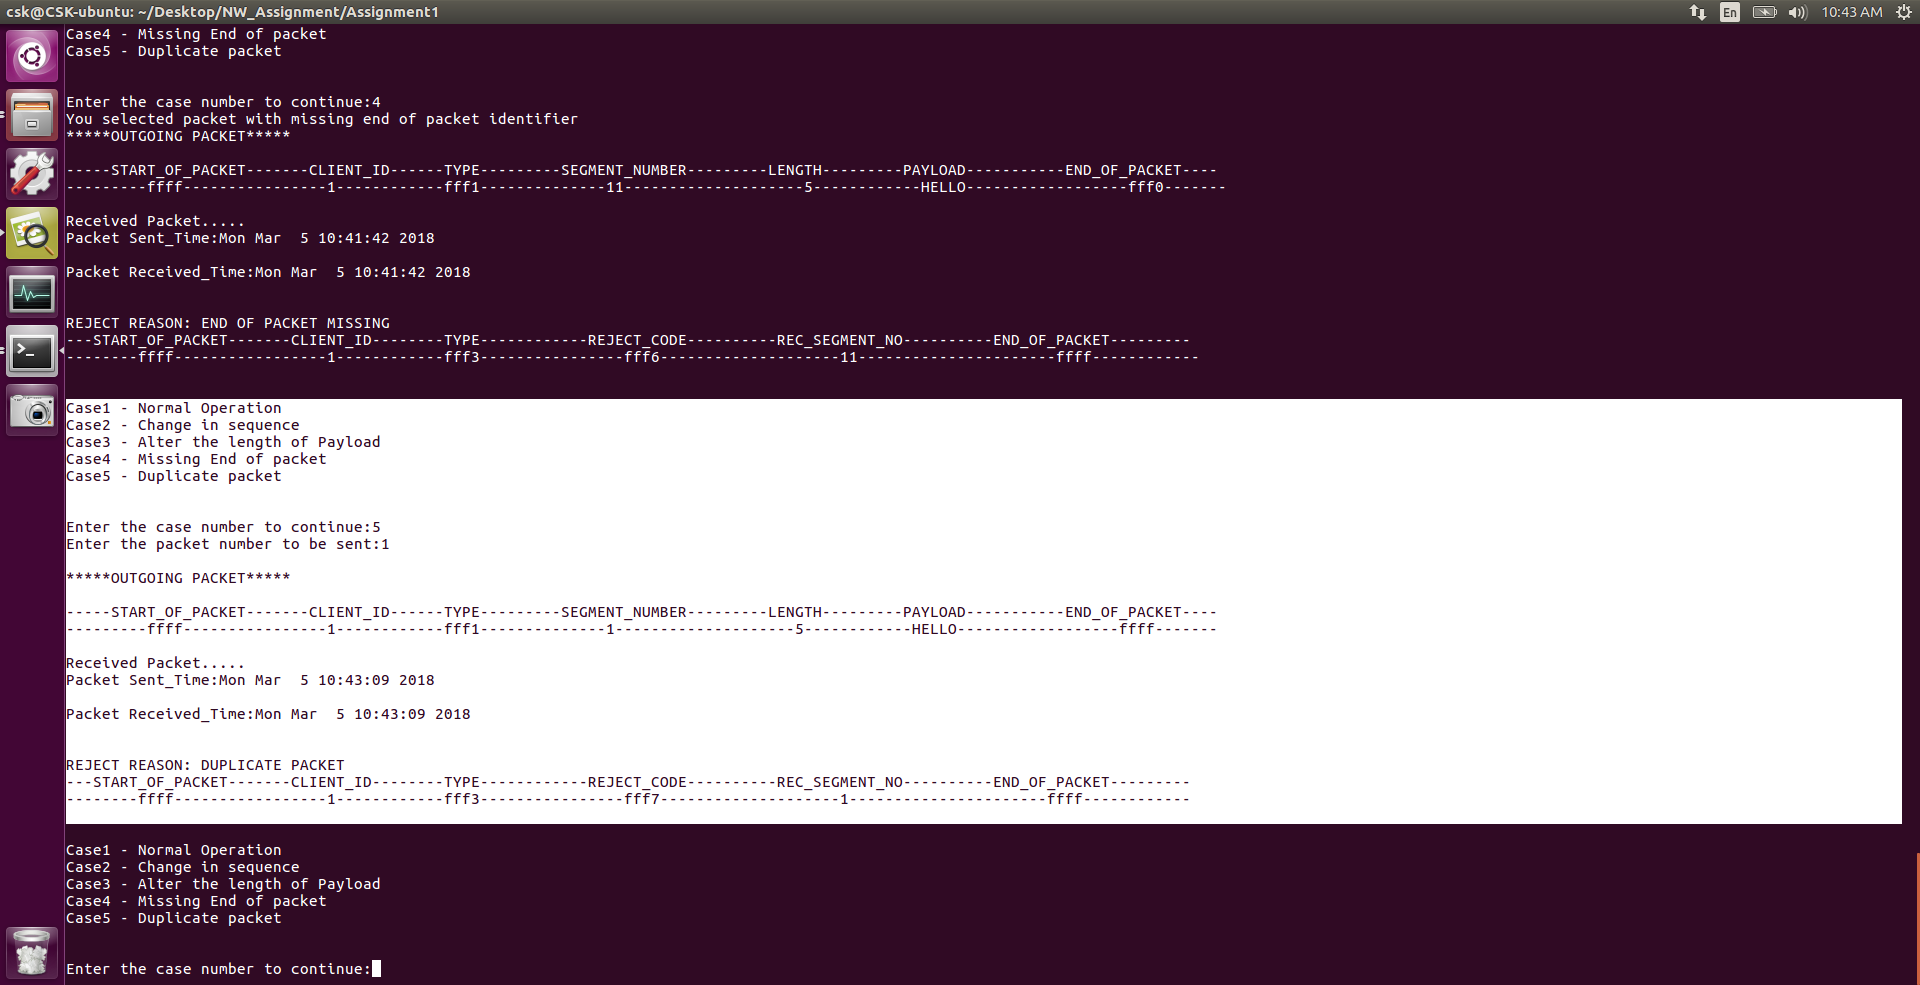 csk@CSK-ubuntu: ~/Desktop/NW_Assignment/Assignment1
En
10:43 AM
Case4 - Missing End of packet
Case5 - Duplicate packet
Enter the case number to continue:4
You selected packet with missing end of packet identifier
*****OUTGOING PACKET*****
-----START_OF_PACKET-------CLIENT_ID------TYPE---------SEGMENT_NUMBER---------LENGTH---------PAYLOAD-----------END_OF_PACKET----
---------ffff----------------1------------fff1--------------11--------------------5------------HELLO------------------fff0-------
Received Packet.....
Packet Sent_Time:Mon Mar  5 10:41:42 2018
Packet Received_Time:Mon Mar  5 10:41:42 2018
REJECT REASON: END OF PACKET MISSING
---START_OF_PACKET-------CLIENT_ID--------TYPE------------REJECT_CODE----------REC_SEGMENT_NO----------END_OF_PACKET---------
--------ffff-----------------1------------fff3----------------fff6--------------------11----------------------ffff------------
Case1 - Normal Operation
Case2 - Change in sequence
Case3 - Alter the length of Payload
Case4 - Missing End of packet
Case5 - Duplicate packet
Enter the case number to continue:5
Enter the packet number to be sent:1
*****OUTGOING PACKET*****
-----START_OF_PACKET-------CLIENT_ID------TYPE---------SEGMENT_NUMBER---------LENGTH---------PAYLOAD-----------END_OF_PACKET----
---------ffff----------------1------------fff1--------------1--------------------5------------HELLO------------------ffff-------
Received Packet.....
Packet Sent_Time:Mon Mar  5 10:43:09 2018
Packet Received_Time:Mon Mar  5 10:43:09 2018
REJECT REASON: DUPLICATE PACKET
---START_OF_PACKET-------CLIENT_ID--------TYPE------------REJECT_CODE----------REC_SEGMENT_NO----------END_OF_PACKET---------
--------ffff-----------------1------------fff3----------------fff7--------------------1----------------------ffff------------
Case1 - Normal Operation
Case2 - Change in sequence
Case3 - Alter the length of Payload
Case4 - Missing End of packet
Case5 - Duplicate packet
Enter the case number to continue: